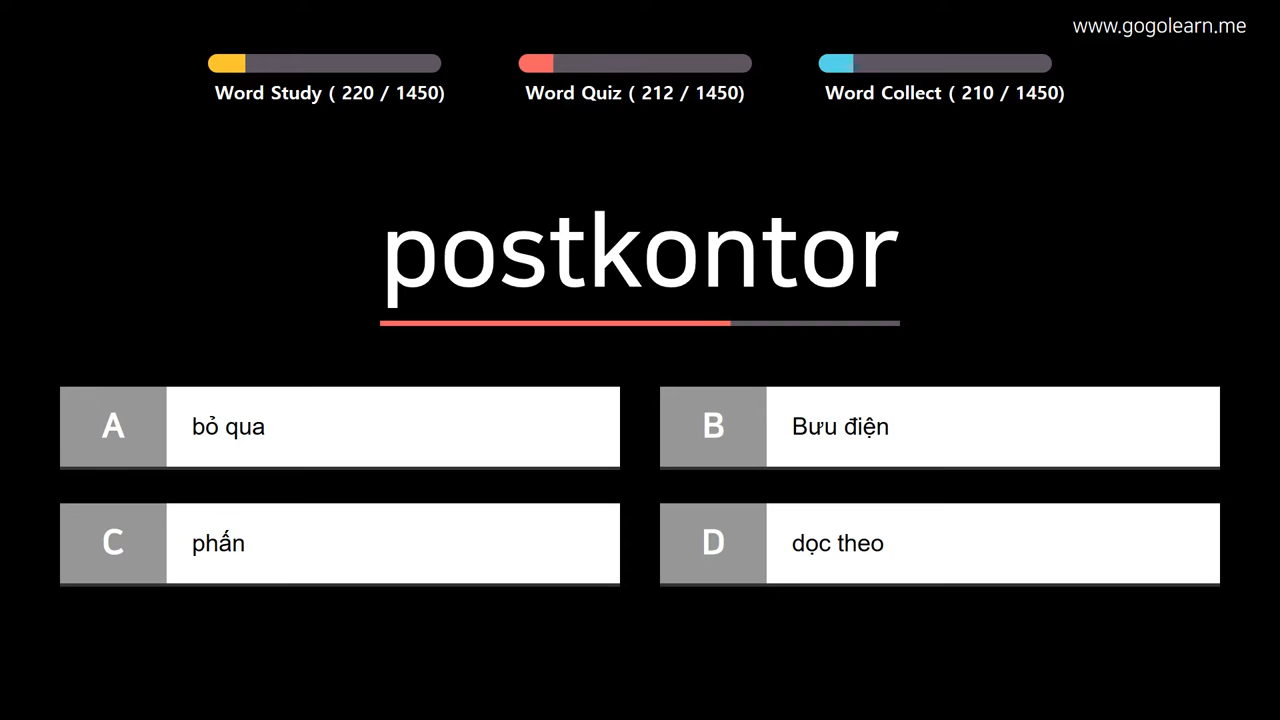 www.gogolearn.me
Word Study ( 220 / 1450)
Word Quiz ( 212 / 1450)
Word Collect ( 210 / 1450)
postkontor
A bỏ qua
B Bưu điện
C phấn
D dọc theo